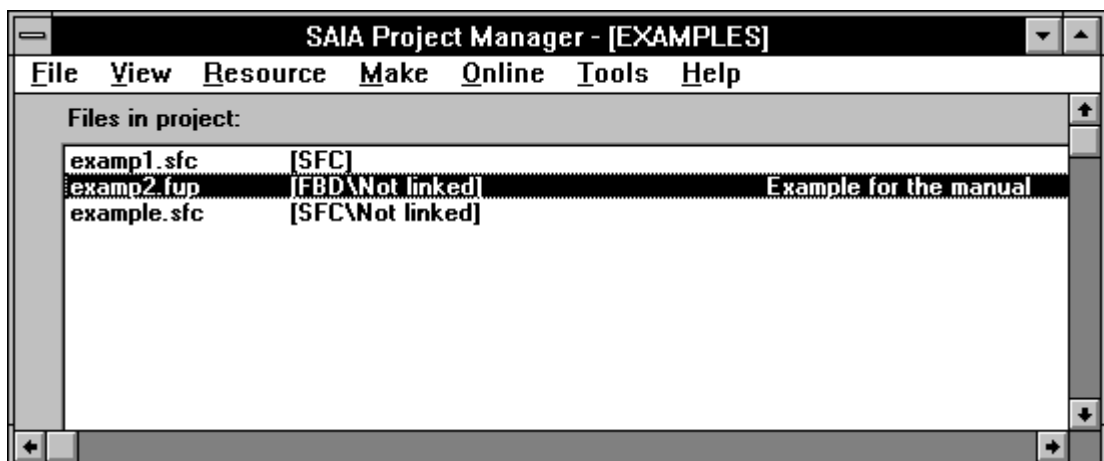 SAIA Project Manager - [EXAMPLES]
File View Resource Make Online Tools Help
Files in project:
examp1.sfc [SFC]
examp2.fup [FBD\Not linked] Example for the manual
example.sfc [SFC\Not linked]